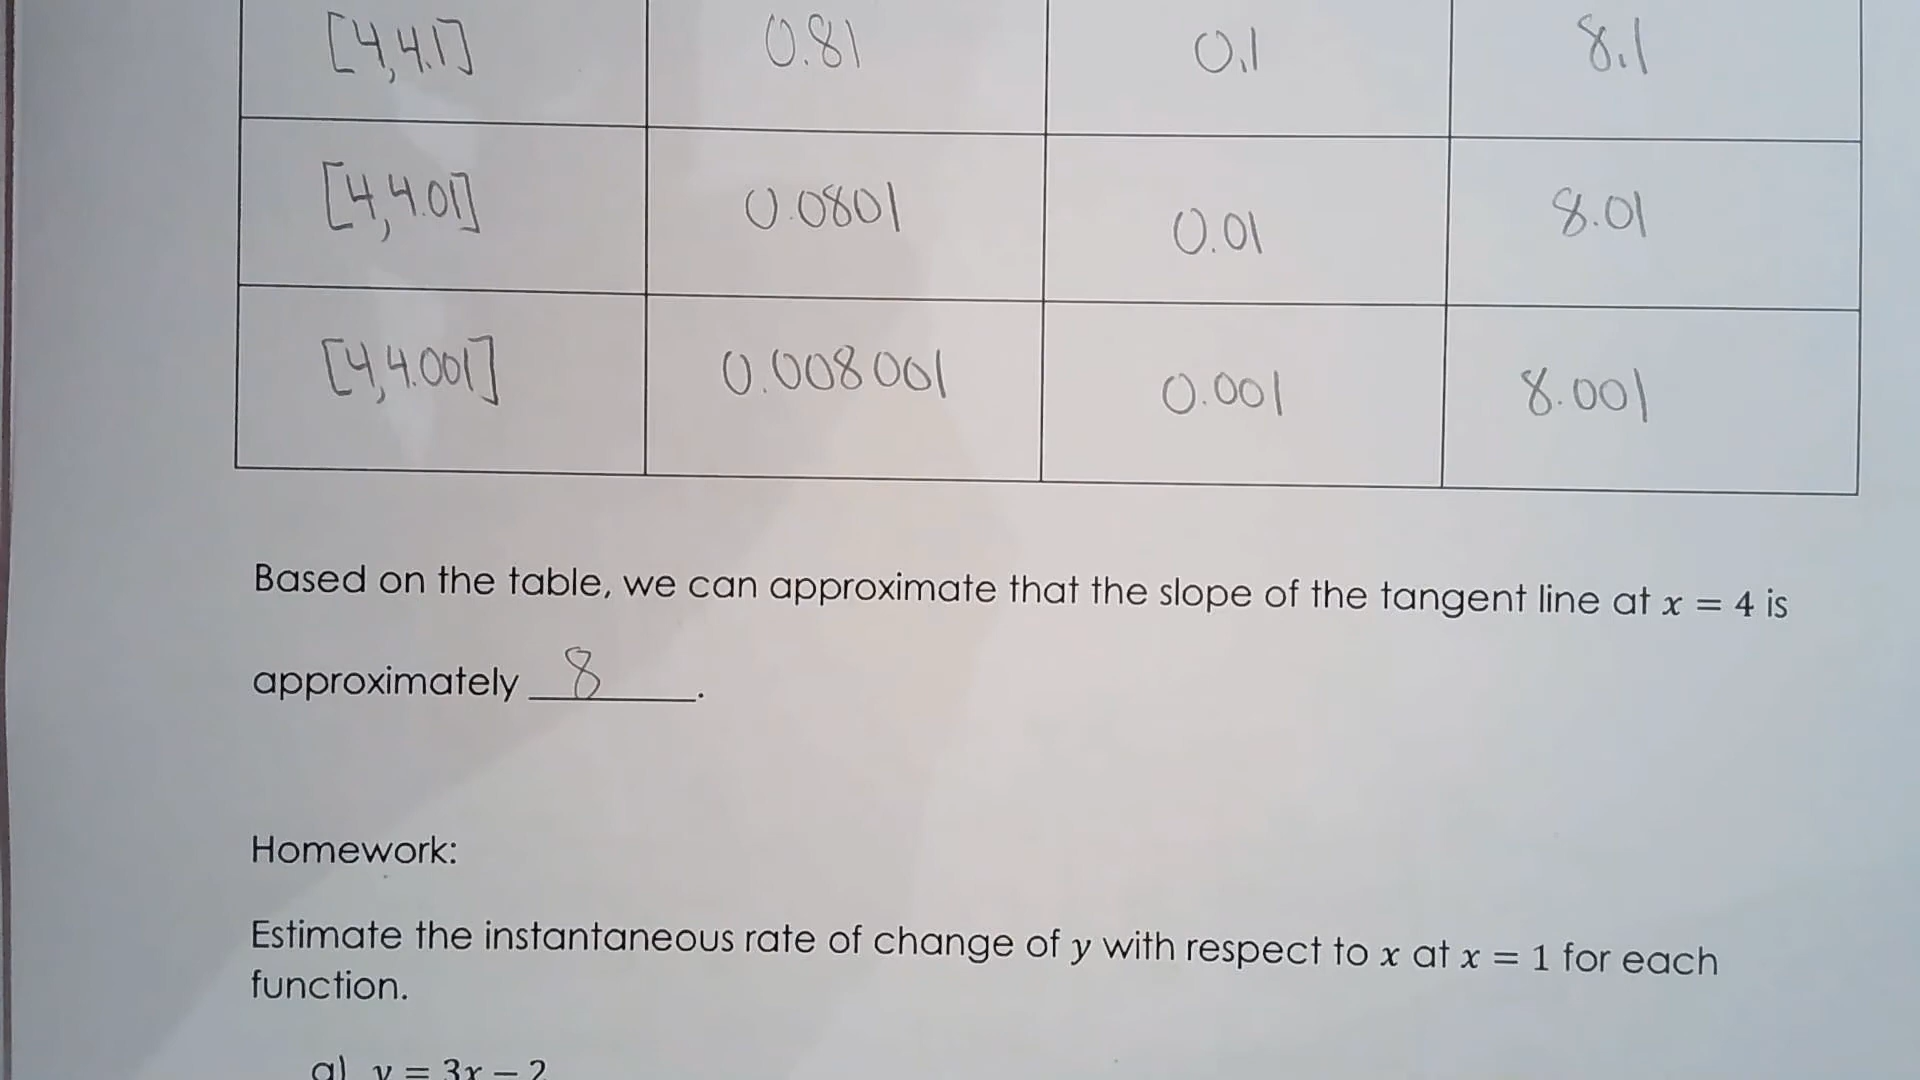 [4,4.1] 0.81 0.1 8.1
[4,4.01] 0.0801 0.01 8.01
[4,4.001] 0.008001 0.001 8.001
Based on the table, we can approximate that the slope of the tangent line at x = 4 is
approximately 8.
Homework:
Estimate the instantaneous rate of change of y with respect to x at x = 1 for each
function.
a) y = 3x − 2